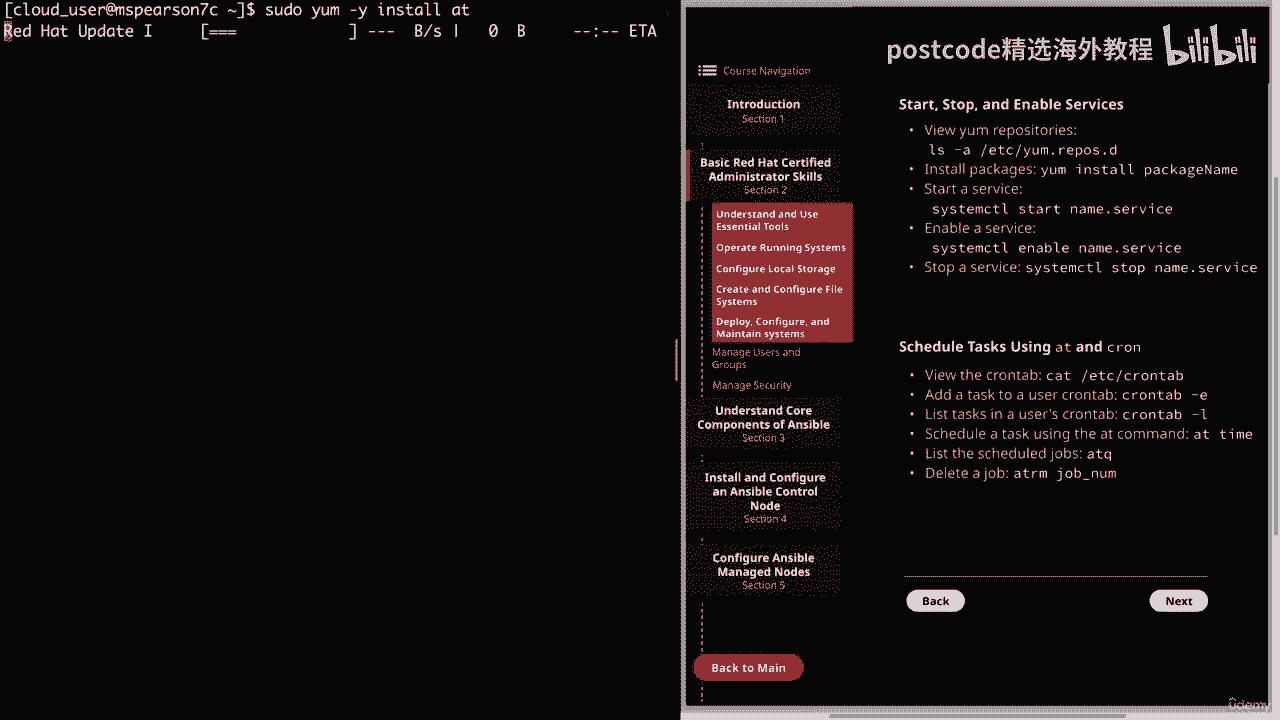 [cloud_user@mspearson7c ~]$ sudo yum -y install at
Red Hat Update I [=== ] --- B/s | 0 B --:-- ETA
postcode精选海外教程 bilibili
Course Navigation
Introduction
Section 1
Basic Red Hat Certified
Administrator Skills
Section 2
Understand and Use
Essential Tools
Operate Running Systems
Configure Local Storage
Create and Configure File
Systems
Deploy, Configure, and
Maintain systems
Manage Users and
Groups
Manage Security
Understand Core
Components of Ansible
Section 3
Install and Configure
an Ansible Control
Node
Section 4
Configure Ansible
Managed Nodes
Section 5
Back to Main
Start, Stop, and Enable Services
• View yum repositories:
ls -a /etc/yum.repos.d
• Install packages: yum install packageName
• Start a service:
systemctl start name.service
• Enable a service:
systemctl enable name.service
• Stop a service: systemctl stop name.service
Schedule Tasks Using at and cron
• View the crontab: cat /etc/crontab
• Add a task to a user crontab: crontab -e
• List tasks in a user's crontab: crontab -l
• Schedule a task using the at command: at time
• List the scheduled jobs: atq
• Delete a job: atrm job_num
Back
Next
ûdemy